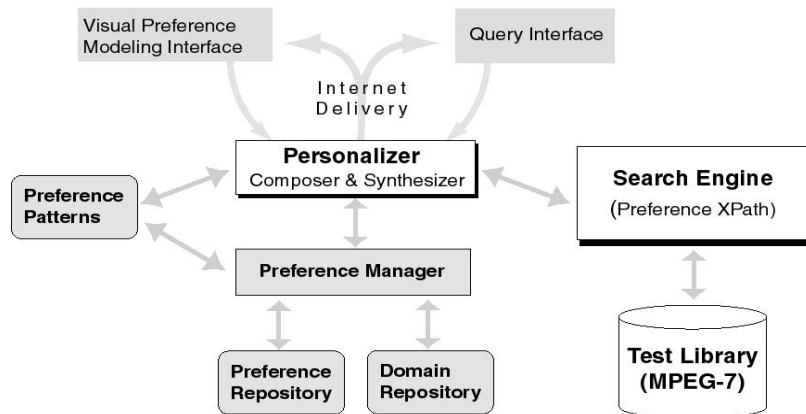 Visual Preference
Modeling Interface
Query Interface
Internet
Delivery
Personalizer
Composer & Synthesizer
Preference
Patterns
Search Engine
(Preference XPath)
Preference Manager
Preference
Repository
Domain
Repository
Test Library
(MPEG-7)